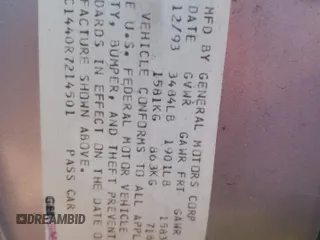 MFD BY GENERAL MOTORS CORP
DATE GVWR GAWR FRT GAWR
12/93 3484LB 1901LB 1583
1581KG 863KG 718
VEHICLE CONFORMS TO ALL APPL
E U.S. FEDERAL MOTOR VEHICLE
TY, BUMPER, AND THEFT PREVENT
DARDS IN EFFECT ON THE DATE O
FACTURE SHOWN ABOVE.
C1440R7214501 PASS CAR
DREAMBID